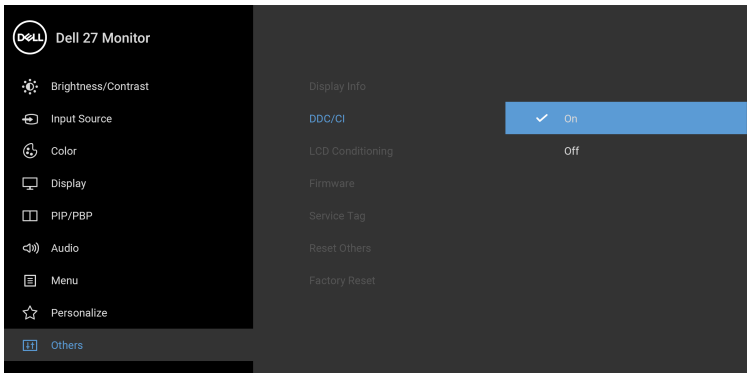 DELL
Dell 27 Monitor
Brightness/Contrast
Input Source
Color
Display
PIP/PBP
Audio
Menu
Personalize
Others
Display Info
DDC/CI
LCD Conditioning
Firmware
Service Tag
Reset Others
Factory Reset
On
Off